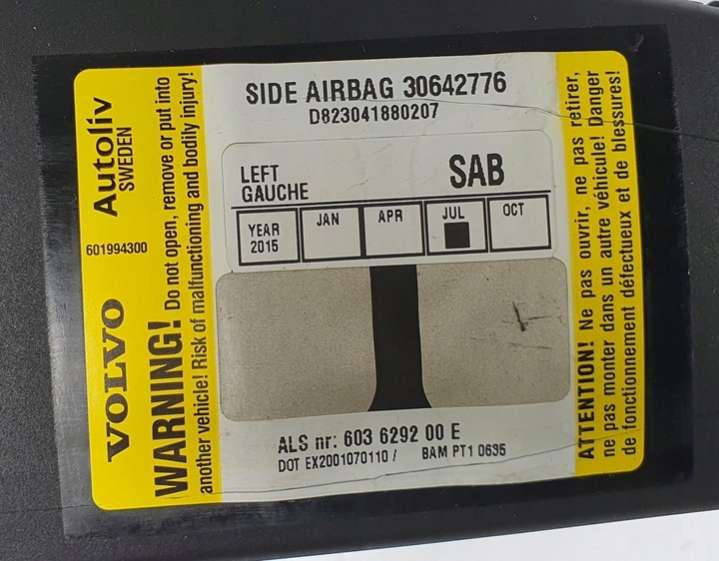 SIDE AIRBAG 30642776
D823041880207
LEFT
GAUCHE
SAB
YEAR
2015
JAN
APR
JUL
OCT
ALS nr: 603 6292 00 E
DOT EX2001070110 / BAM PT1 0635
Autoliv
SWEDEN
601994300
VOLVO
WARNING! Do not open, remove or put into
another vehicle! Risk of malfunctioning and bodily injury!
ATTENTION! Ne pas ouvrir, ne pas retirer,
ne pas monter dans un autre véhicule! Danger
de fonctionnement défectueux et de blessures!